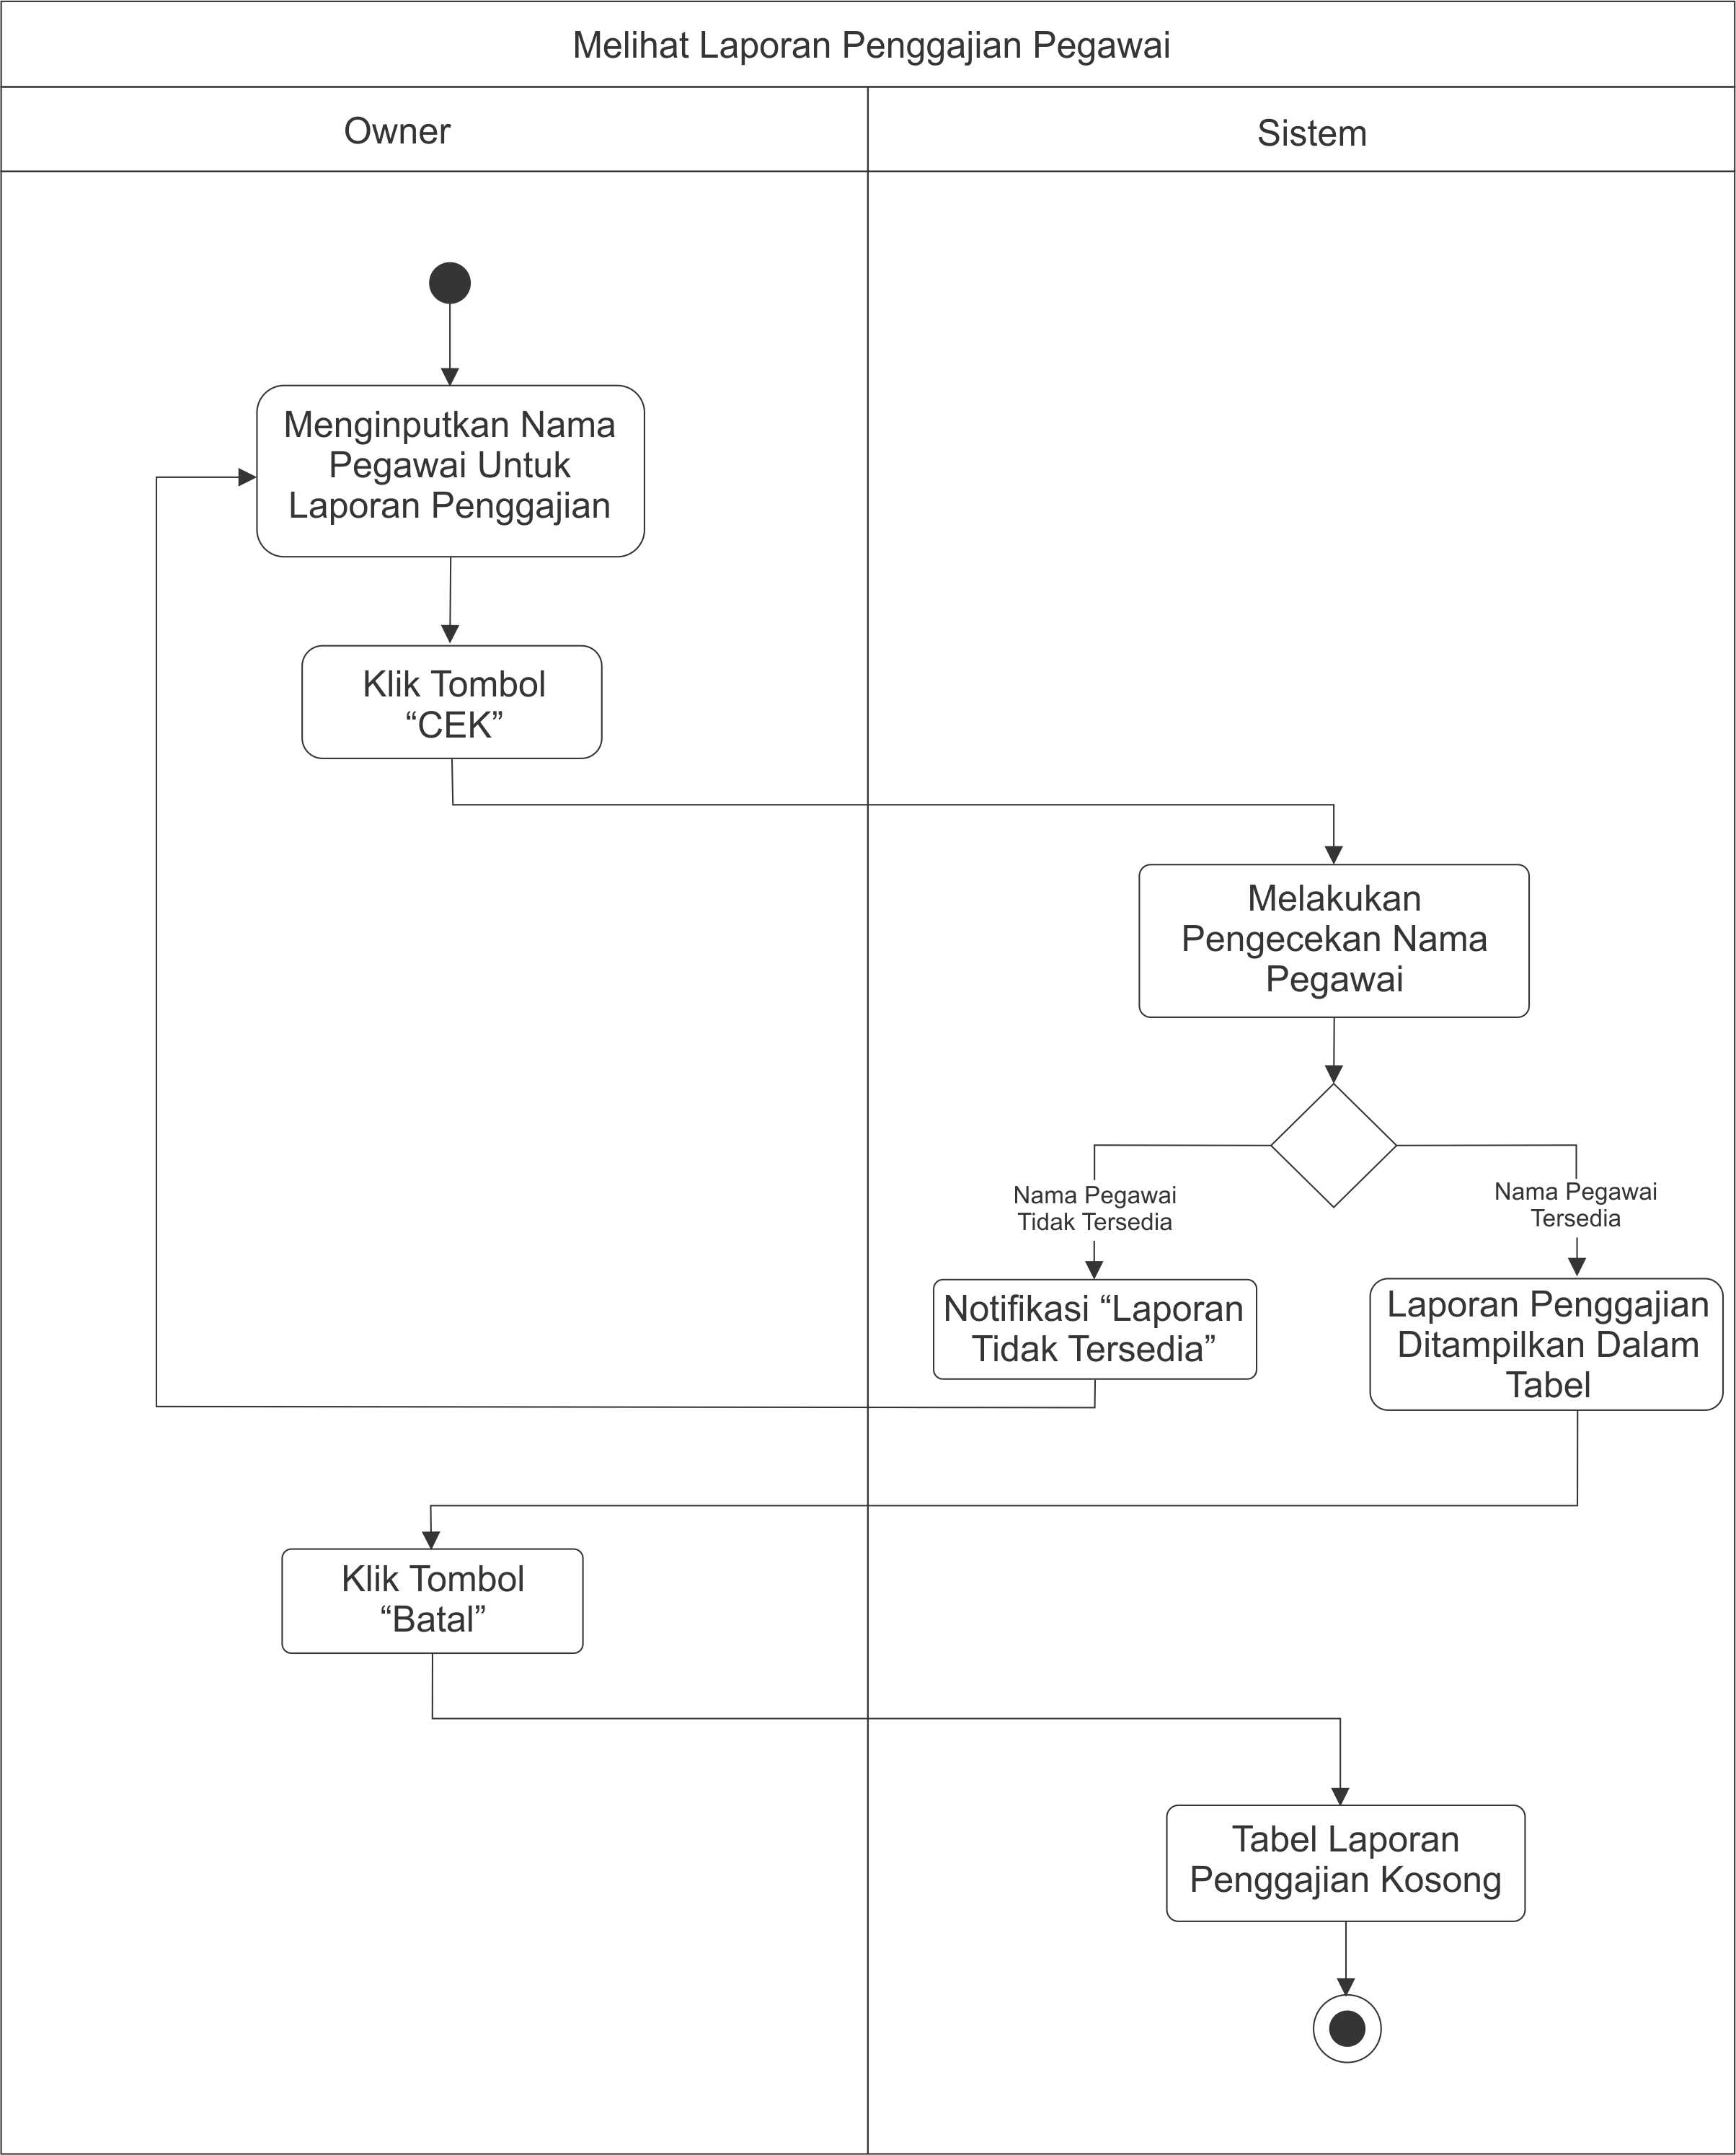 Melihat Laporan Penggajian Pegawai
Owner
Sistem
Menginputkan Nama
Pegawai Untuk
Laporan Penggajian
Klik Tombol
“CEK”
Melakukan
Pengecekan Nama
Pegawai
Nama Pegawai
Tidak Tersedia
Nama Pegawai
Tersedia
Notifikasi “Laporan
Tidak Tersedia”
Laporan Penggajian
Ditampilkan Dalam
Tabel
Klik Tombol
“Batal”
Tabel Laporan
Penggajian Kosong